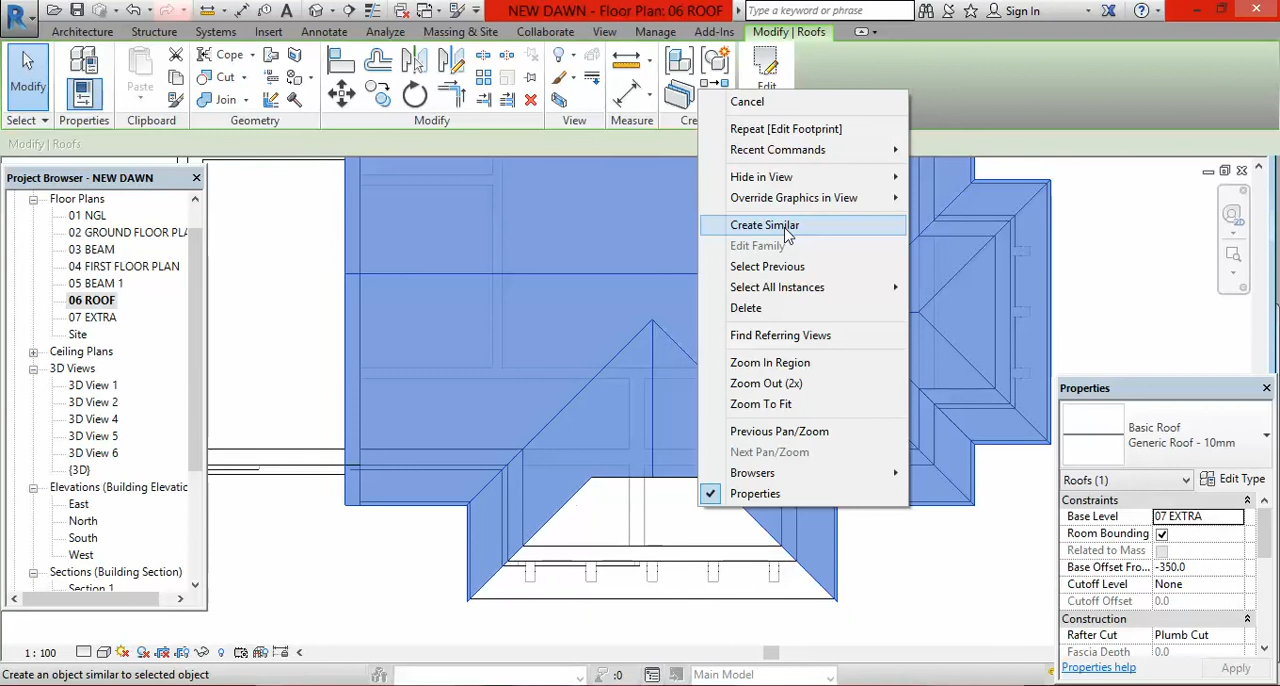 NEW DAWN - Floor Plan: 06 ROOF
Type a keyword or phrase
Sign In
Architecture Structure Systems Insert Annotate Analyze Massing & Site Collaborate View Manage Add-Ins Modify | Roofs
Modify
Paste
Cope
Cut
Join
Edit
Select Properties Clipboard Geometry Modify View Measure Cre
Modify | Roofs
Project Browser - NEW DAWN
Floor Plans
01 NGL
02 GROUND FLOOR PLA
03 BEAM
04 FIRST FLOOR PLAN
05 BEAM 1
06 ROOF
07 EXTRA
Site
Ceiling Plans
3D Views
3D View 1
3D View 2
3D View 4
3D View 5
3D View 6
{3D}
Elevations (Building Elevatic
East
North
South
West
Sections (Building Section)
Section 1
Cancel
Repeat [Edit Footprint]
Recent Commands
Hide in View
Override Graphics in View
Create Similar
Edit Family
Select Previous
Select All Instances
Delete
Find Referring Views
Zoom In Region
Zoom Out (2x)
Zoom To Fit
Previous Pan/Zoom
Next Pan/Zoom
Browsers
Properties
2D
Properties
Basic Roof
Generic Roof - 10mm
Roofs (1)
Edit Type
Constraints
Base Level 07 EXTRA
Room Bounding
Related to Mass
Base Offset Fro... -350.0
Cutoff Level None
Cutoff Offset 0.0
Construction
Rafter Cut Plumb Cut
Fascia Depth 0.0
Properties help
Apply
1 : 100
Create an object similar to selected object
:0
Main Model